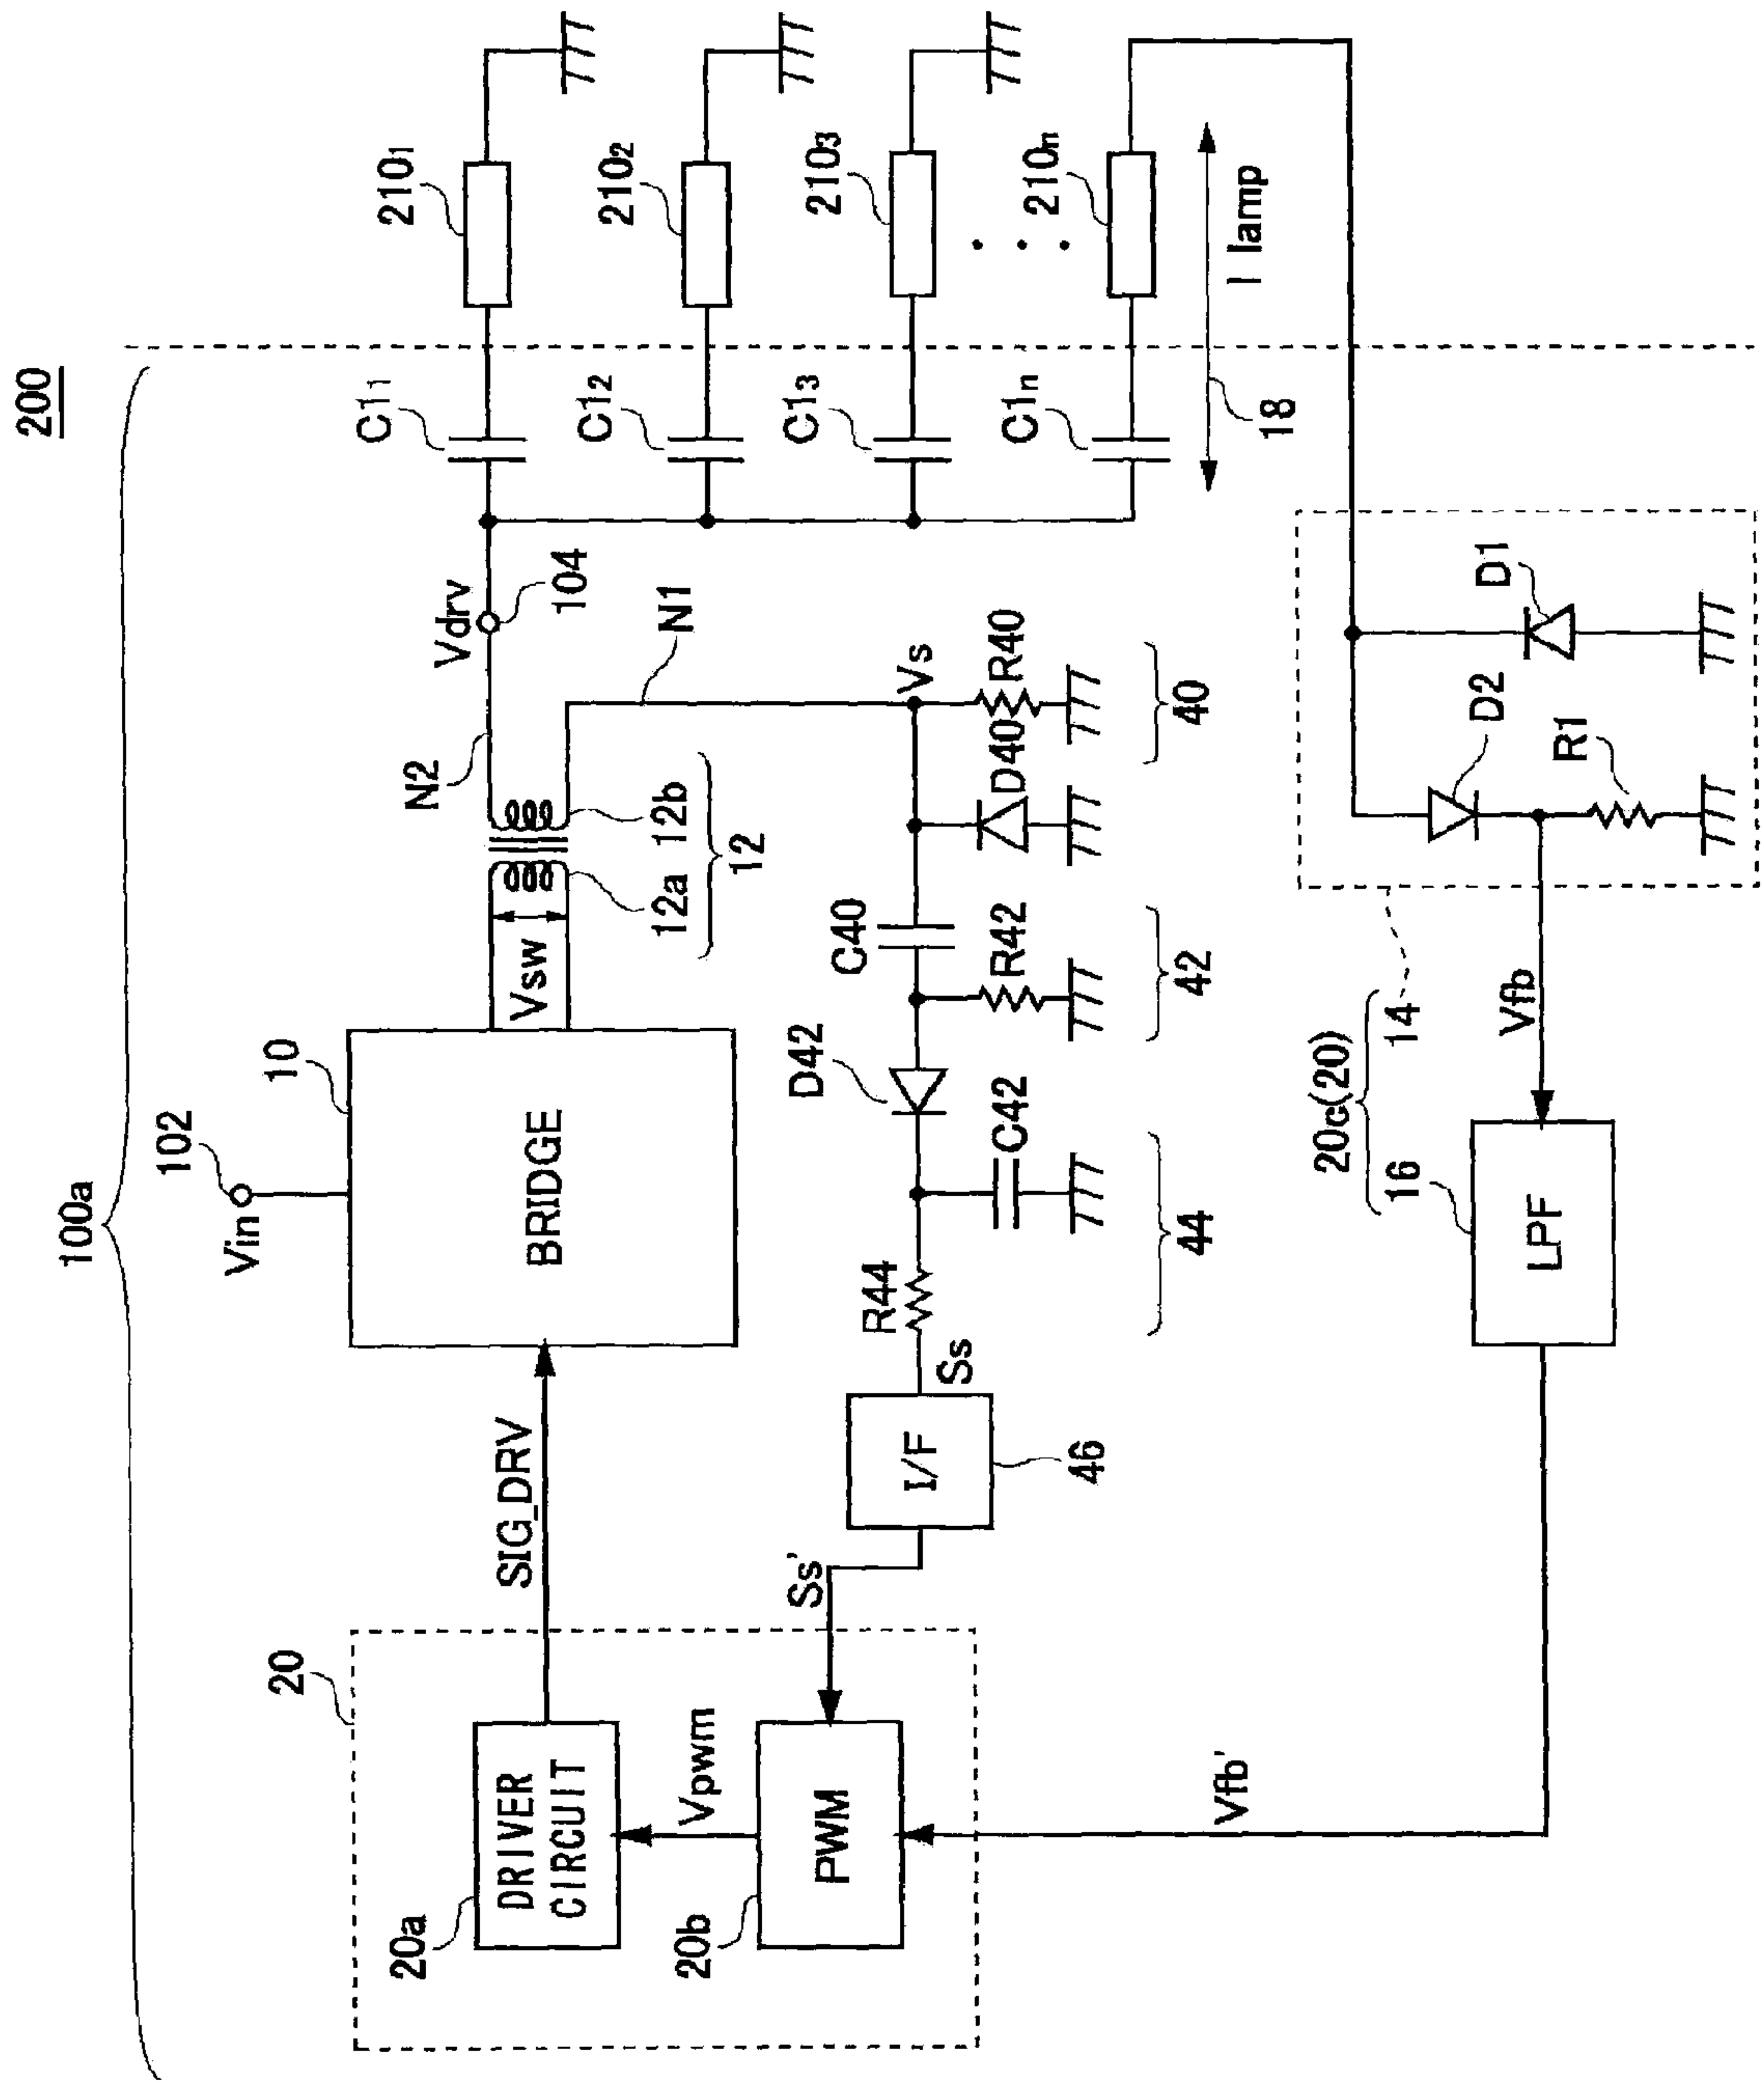 200
100a
102
Vin
10
BRIDGE
Vsw
12a
12b
12
N2
Vdrv
104
N1
C1₁
C1₂
C1₃
C1ₙ
210₁
210₂
210₃
210ₙ
I lamp
18
SIG_DRV
20
20a
DRIVER
CIRCUIT
Vpwm
20b
PWM
Ss'
I/F
46
Ss
R44
D42
C42
44
C40
R42
42
D40
Vs
R40
40
Vfb'
LPF
16
14
20c(20)
Vfb
D2
D1
R1